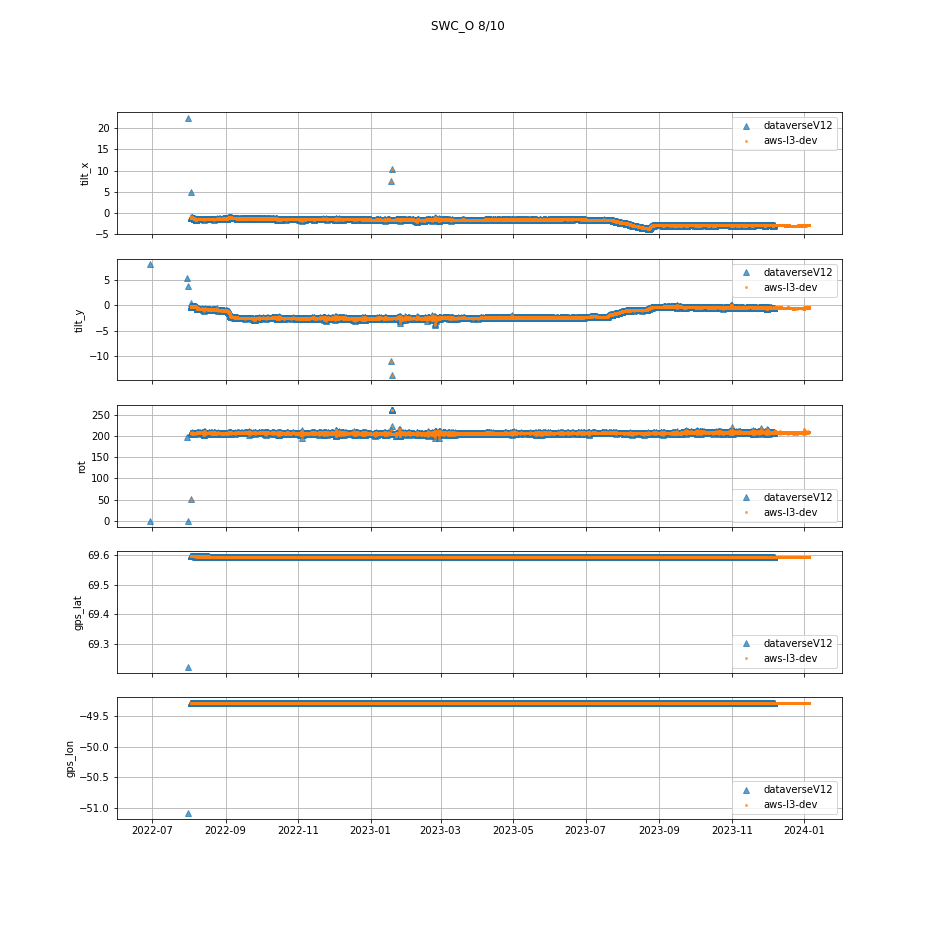 SWC_O 8/10
20
15
10
5
0
−5
tilt_x
dataverseV12
aws-l3-dev
5
0
−5
−10
tilt_y
dataverseV12
aws-l3-dev
250
200
150
100
50
0
rot
dataverseV12
aws-l3-dev
69.6
69.5
69.4
69.3
gps_lat
dataverseV12
aws-l3-dev
−49.5
−50.0
−50.5
−51.0
gps_lon
dataverseV12
aws-l3-dev
2022-07 2022-09 2022-11 2023-01 2023-03 2023-05 2023-07 2023-09 2023-11 2024-01